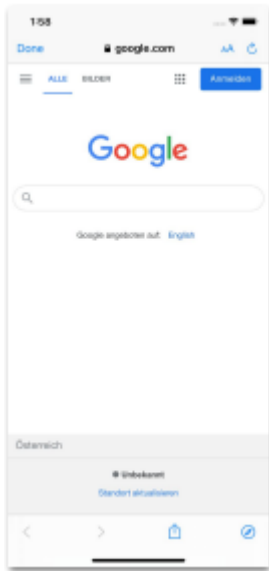 1:58
Done google.com AA
ALLE BILDER Anmelden
Google
Google angeboten auf: English
Österreich
Unbekannt
Standort aktualisieren